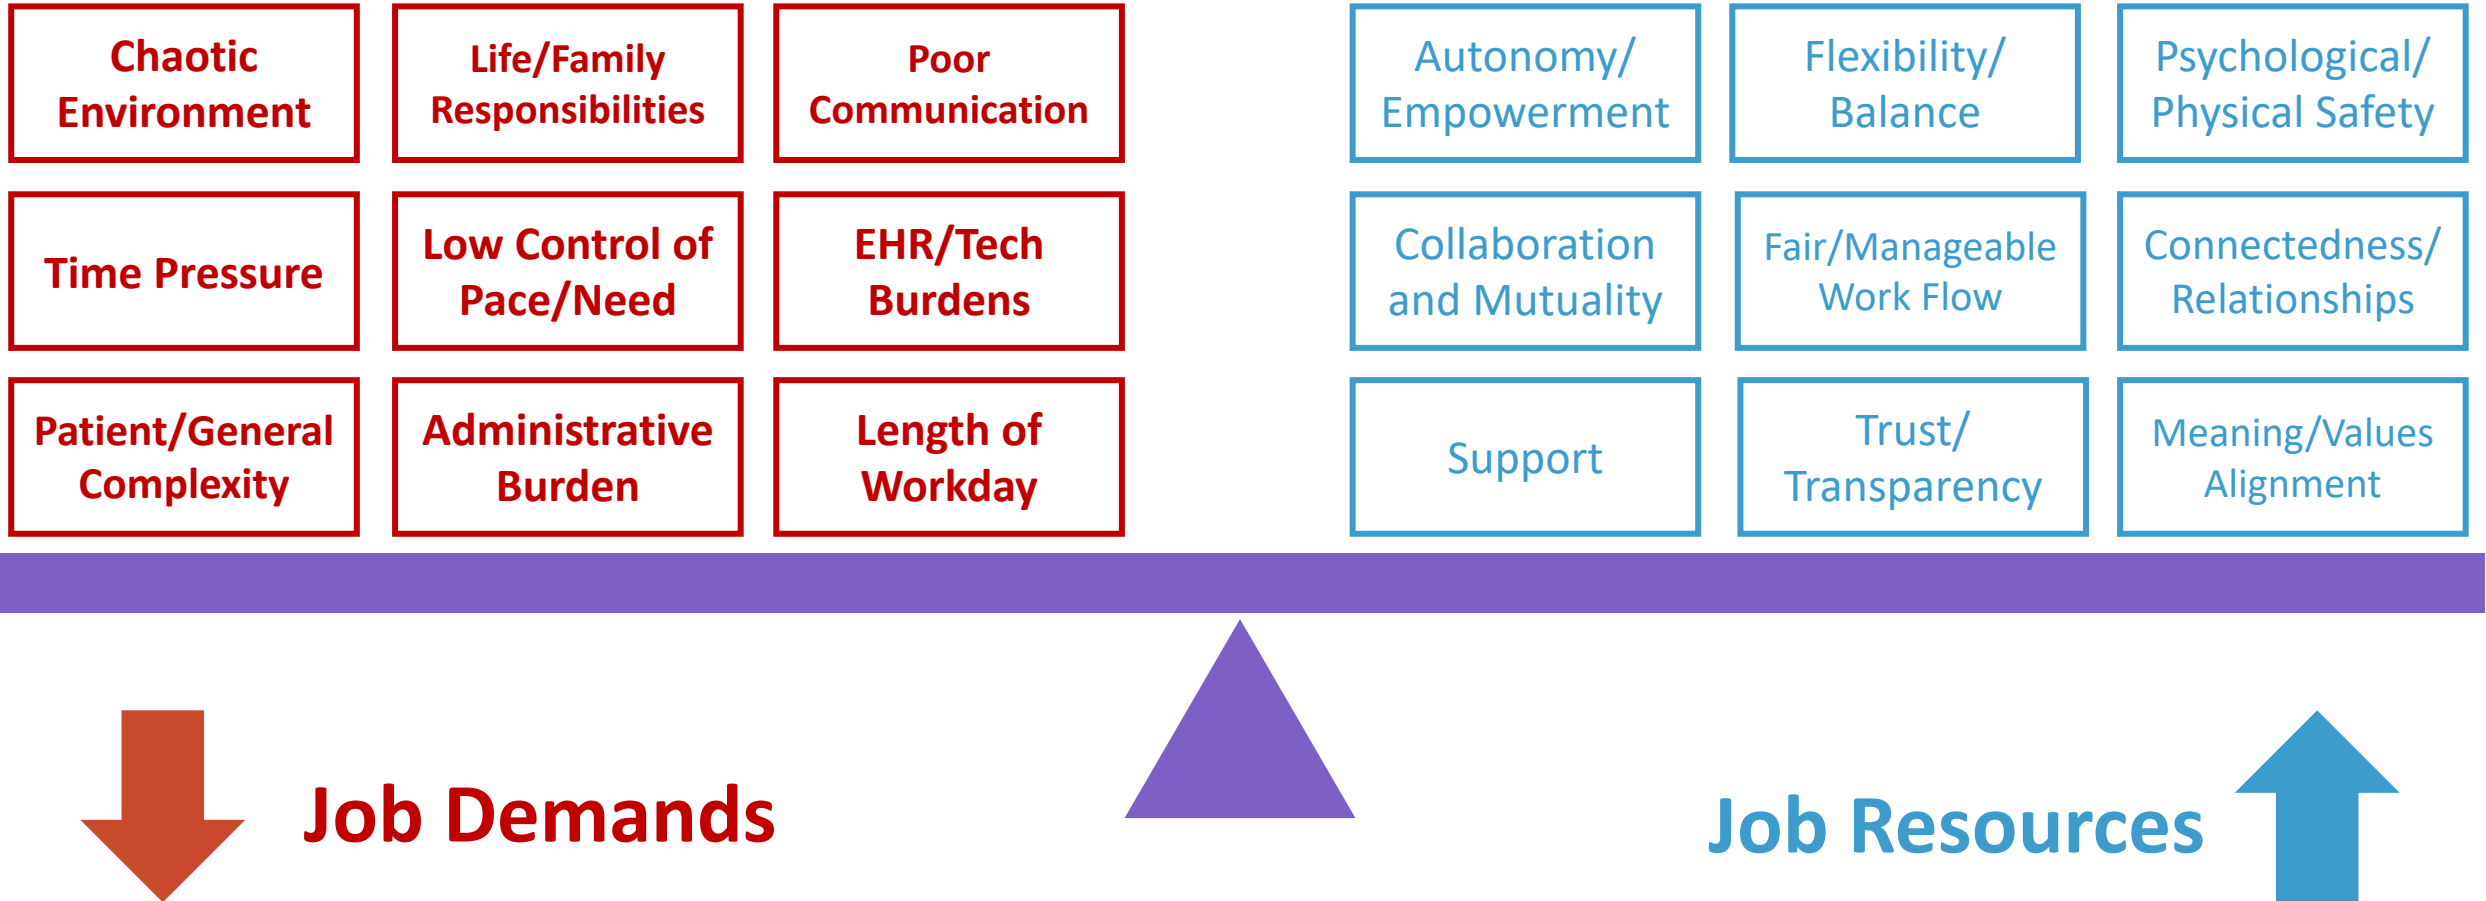 Chaotic
Environment
Life/Family
Responsibilities
Poor
Communication
Autonomy/
Empowerment
Flexibility/
Balance
Psychological/
Physical Safety
Time Pressure
Low Control of
Pace/Need
EHR/Tech
Burdens
Collaboration
and Mutuality
Fair/Manageable
Work Flow
Connectedness/
Relationships
Patient/General
Complexity
Administrative
Burden
Length of
Workday
Support
Trust/
Transparency
Meaning/Values
Alignment
Job Demands
Job Resources